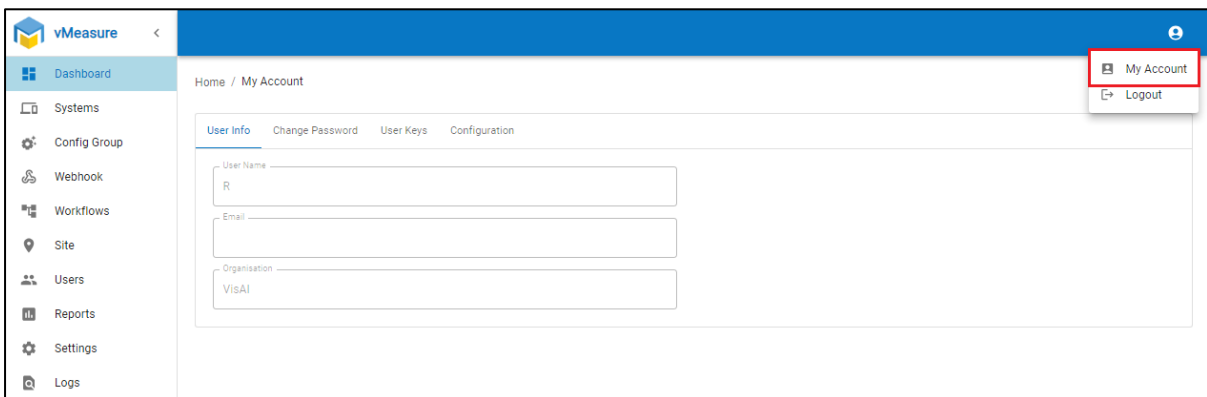 vMeasure <
Dashboard
Systems
Config Group
Webhook
Workflows
Site
Users
Reports
Settings
Logs
My Account
Logout
Home / My Account
User Info Change Password User Keys Configuration
User Name
R
Email
Organisation
VisAI